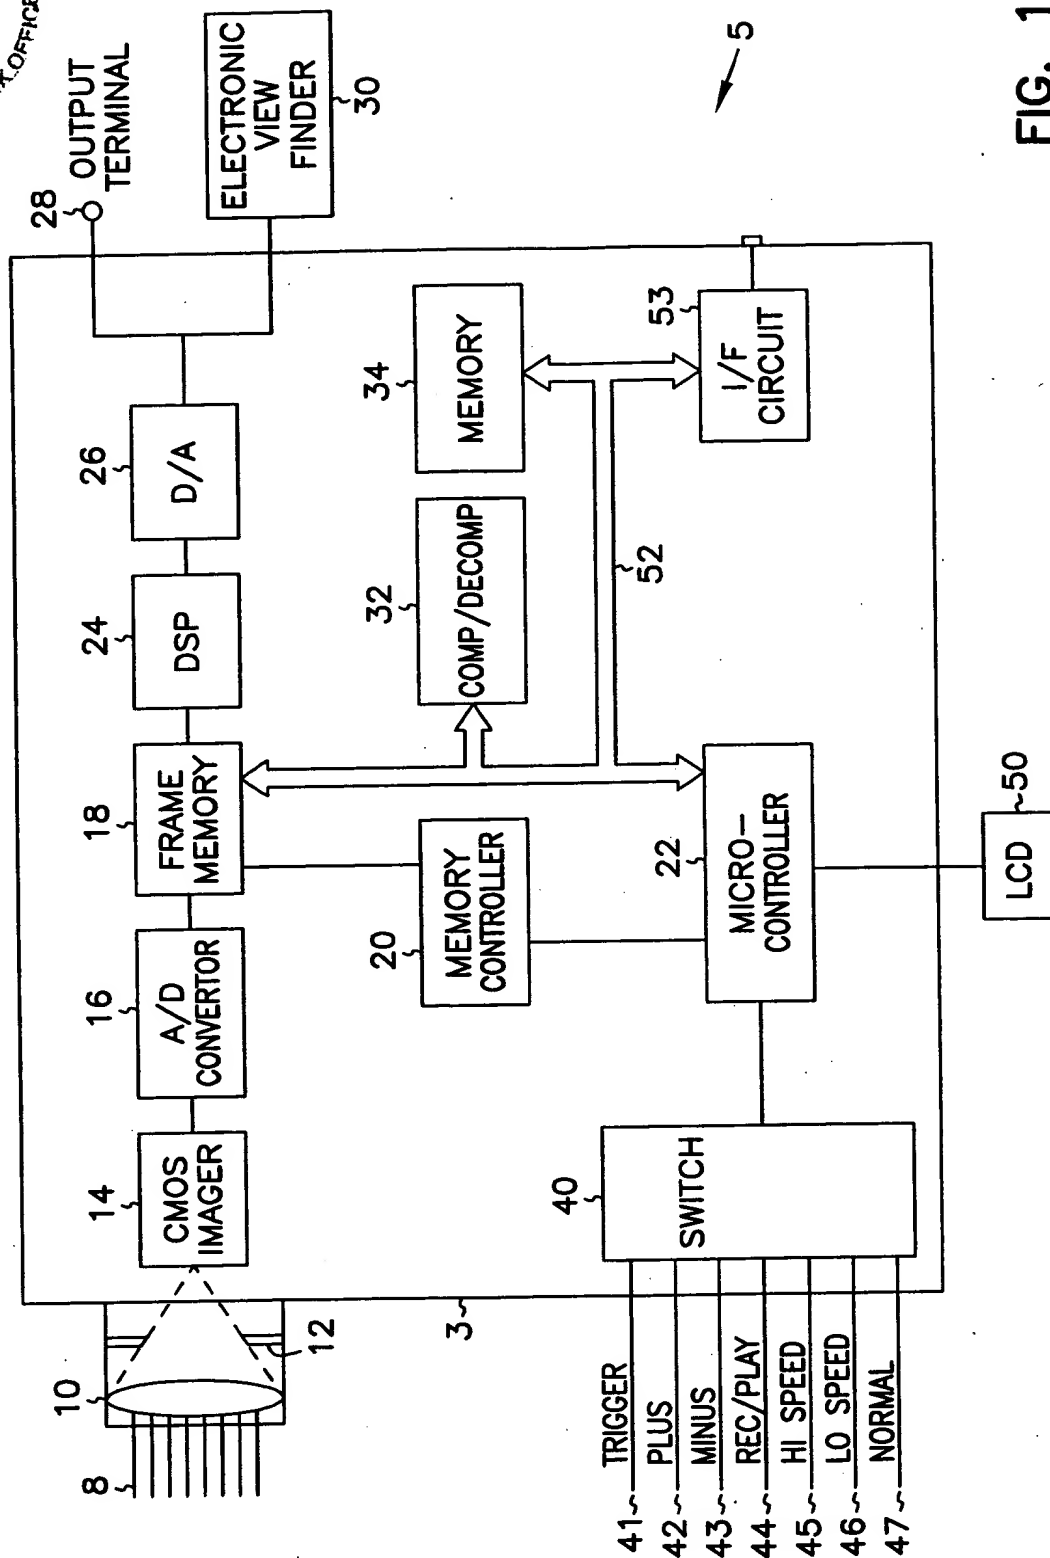 OFFICE
FIG. 1
5
28
OUTPUT
TERMINAL
ELECTRONIC
VIEW
FINDER
30
8
10
12
3
14
CMOS
IMAGER
16
A/D
CONVERTOR
18
FRAME
MEMORY
24
DSP
26
D/A
20
MEMORY
CONTROLLER
32
COMP/DECOMP
34
MEMORY
52
53
I/F
CIRCUIT
22
MICRO-
CONTROLLER
40
SWITCH
41 TRIGGER
42 PLUS
43 MINUS
44 REC/PLAY
45 HI SPEED
46 LO SPEED
47 NORMAL
LCD
50